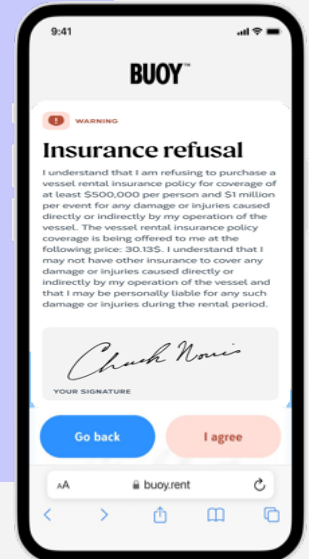 9:41
BUOY™
WARNING
Insurance refusal
I understand that I am refusing to purchase a
vessel rental insurance policy for coverage of
at least $500,000 per person and $1 million
per event for any damage or injuries caused
directly or indirectly by my operation of the
vessel. The vessel rental insurance policy
coverage is being offered to me at the
following price: 30.13$. I understand that I
may not have other insurance to cover any
damage or injuries caused directly or
indirectly by my operation of the vessel and
that I may be personally liable for any such
damage or injuries during the rental period.
Chuck Norris
YOUR SIGNATURE
Go back
I agree
AA
buoy.rent